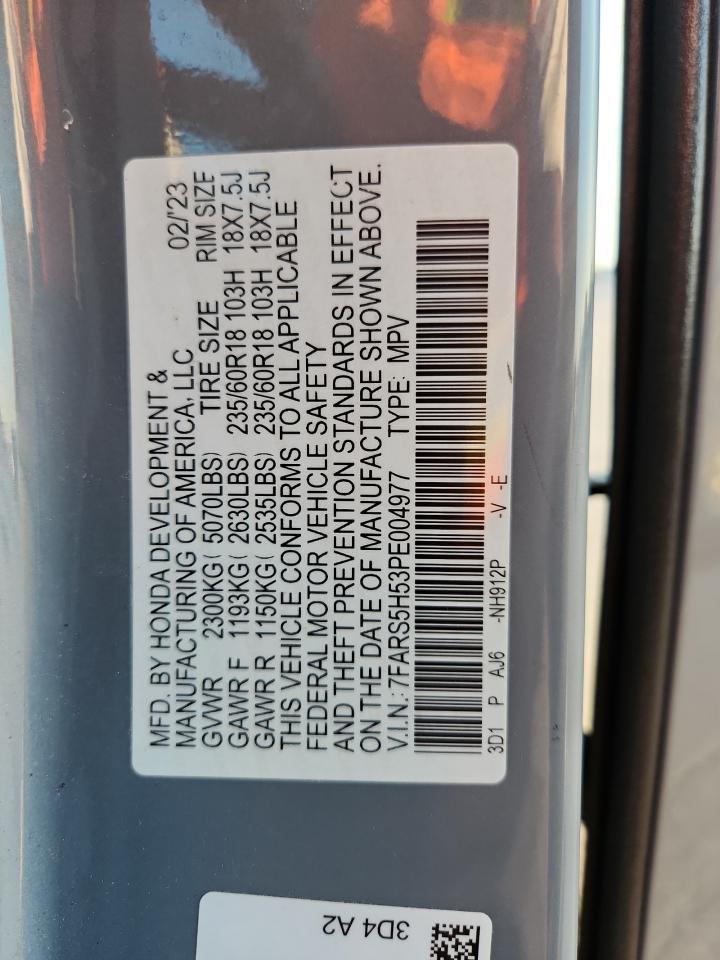 MFD. BY HONDA DEVELOPMENT &
MANUFACTURING OF AMERICA, LLC 02/'23
GVWR 2300KG ( 5070LBS) TIRE SIZE RIM SIZE
GAWR F 1193KG ( 2630LBS) 235/60R18 103H 18X7.5J
GAWR R 1150KG ( 2535LBS) 235/60R18 103H 18X7.5J
THIS VEHICLE CONFORMS TO ALL APPLICABLE
FEDERAL MOTOR VEHICLE SAFETY
AND THEFT PREVENTION STANDARDS IN EFFECT
ON THE DATE OF MANUFACTURE SHOWN ABOVE.
V.I.N.: 7FARS5H53PE004977 TYPE: MPV
3D1 P AJ6 -NH912P -V -E
3D4 A2